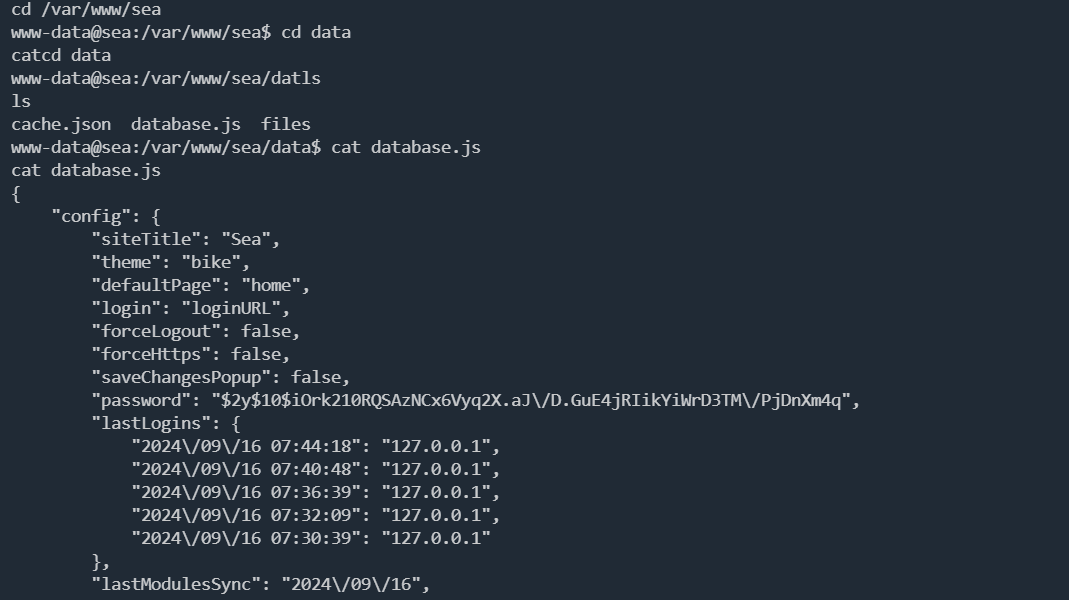 cd /var/www/sea
www-data@sea:/var/www/sea$ cd data
catcd data
www-data@sea:/var/www/sea/datls
ls
cache.json  database.js  files
www-data@sea:/var/www/sea/data$ cat database.js
cat database.js
{
    "config": {
        "siteTitle": "Sea",
        "theme": "bike",
        "defaultPage": "home",
        "login": "loginURL",
        "forceLogout": false,
        "forceHttps": false,
        "saveChangesPopup": false,
        "password": "$2y$10$iOrk210RQSAzNCx6Vyq2X.aJ\/D.GuE4jRIikYiWrD3TM\/PjDnXm4q",
        "lastLogins": {
            "2024\/09\/16 07:44:18": "127.0.0.1",
            "2024\/09\/16 07:40:48": "127.0.0.1",
            "2024\/09\/16 07:36:39": "127.0.0.1",
            "2024\/09\/16 07:32:09": "127.0.0.1",
            "2024\/09\/16 07:30:39": "127.0.0.1"
        },
        "lastModulesSync": "2024\/09\/16",